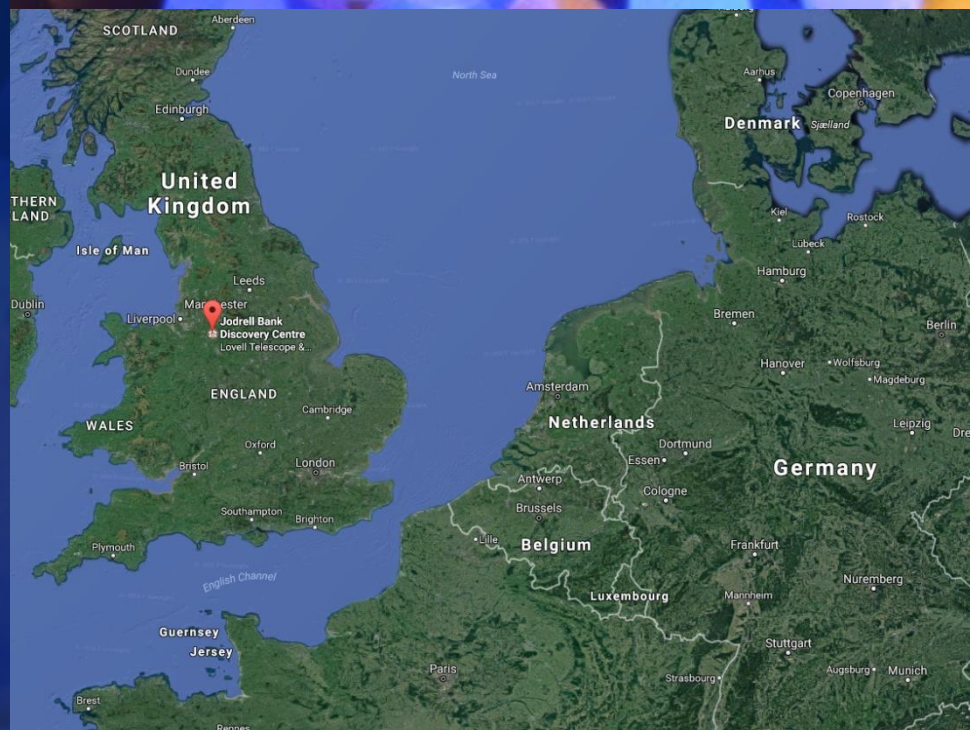 Aberdeen
SCOTLAND
North Sea
Dundee
Aarhus
Copenhagen
Edinburgh
Denmark
Sjælland
United
Kingdom
THERN
LAND
Kiel
Rostock
Isle of Man
Lübeck
Hamburg
Leeds
Dublin
Manchester
Liverpool
Jodrell Bank
Discovery Centre
Lovell Telescope &...
Bremen
Berlin
Hanover
Wolfsburg
Magdeburg
Amsterdam
ENGLAND
Cambridge
WALES
Netherlands
Leipzig
Dre
Oxford
Dortmund
Bristol
London
Essen
Germany
Antwerp
Cologne
Southampton
Brighton
Brussels
Lille
Belgium
Plymouth
Frankfurt
English Channel
Nuremberg
Luxembourg
Mannheim
Guernsey
Jersey
Stuttgart
Paris
Strasbourg
Augsburg
Munich
Brest
Rennes